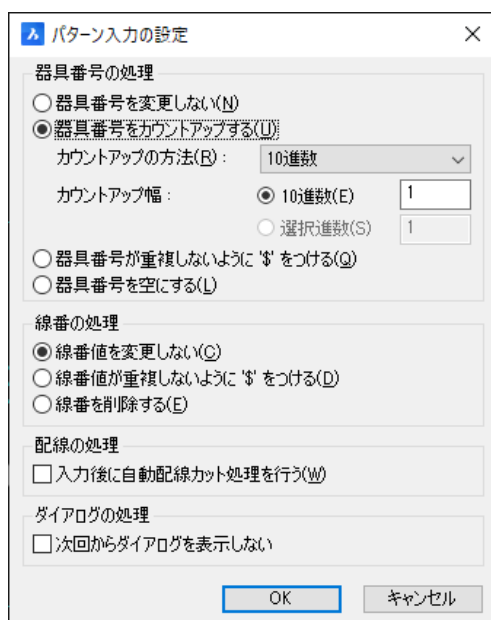 パターン入力の設定
器具番号の処理
器具番号を変更しない(N)
器具番号をカウントアップする(U)
カウントアップの方法(R)： 10進数
カウントアップ幅： 10進数(E) 1
選択進数(S) 1
器具番号が重複しないように '$' をつける(Q)
器具番号を空にする(L)
線番の処理
線番値を変更しない(C)
線番値が重複しないように '$' をつける(D)
線番を削除する(E)
配線の処理
入力後に自動配線カット処理を行う(W)
ダイアログの処理
次回からダイアログを表示しない
OK キャンセル